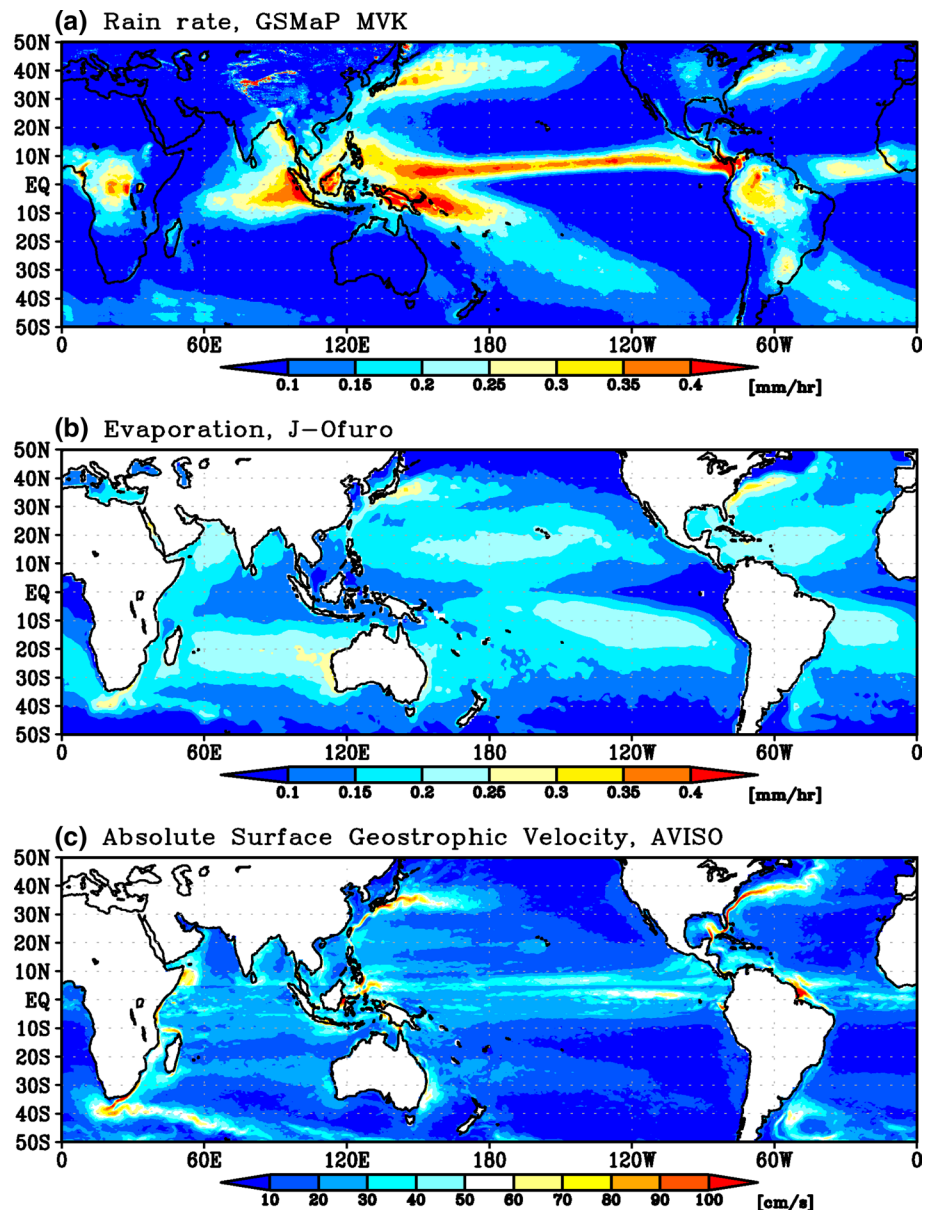 (a) Rain rate, GSMaP MVK
50N
40N
30N
20N
10N
EQ
10S
20S
30S
40S
50S
0 60E 120E 180 120W 60W 0
0.1 0.15 0.2 0.25 0.3 0.35 0.4 [mm/hr]
(b) Evaporation, J-Ofuro
50N
40N
30N
20N
10N
EQ
10S
20S
30S
40S
50S
0 60E 120E 180 120W 60W 0
0.1 0.15 0.2 0.25 0.3 0.35 0.4 [mm/hr]
(c) Absolute Surface Geostrophic Velocity, AVISO
50N
40N
30N
20N
10N
EQ
10S
20S
30S
40S
50S
0 60E 120E 180 120W 60W 0
10 20 30 40 50 60 70 80 90 100 [cm/s]